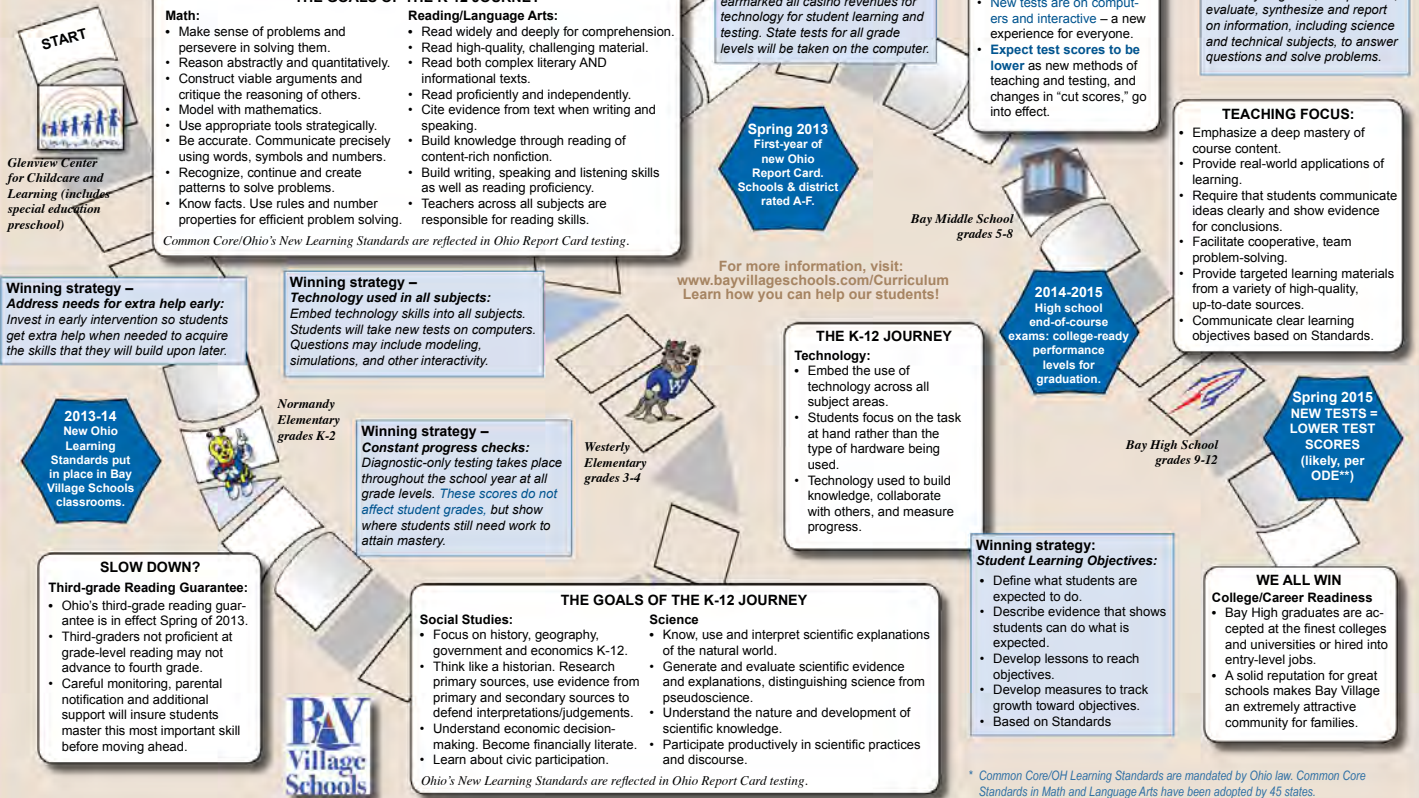 THE GOALS OF THE K-12 JOURNEY
Math:
• Make sense of problems and
persevere in solving them.
• Reason abstractly and quantitatively.
• Construct viable arguments and
critique the reasoning of others.
• Model with mathematics.
• Use appropriate tools strategically.
• Be accurate. Communicate precisely
using words, symbols and numbers.
• Recognize, continue and create
patterns to solve problems.
• Know facts. Use rules and number
properties for efficient problem solving.
Reading/Language Arts:
• Read widely and deeply for comprehension.
• Read high-quality, challenging material.
• Read both complex literary AND
informational texts.
• Read proficiently and independently.
• Cite evidence from text when writing and
speaking.
• Build knowledge through reading of
content-rich nonfiction.
• Build writing, speaking and listening skills
as well as reading proficiency.
• Teachers across all subjects are
responsible for reading skills.
Common Core/Ohio's New Learning Standards are reflected in Ohio Report Card testing.
START
Glenview Center
for Childcare and
Learning (includes
special education
preschool)
earmarked all casino revenues for
technology for student learning and
testing. State tests for all grade
levels will be taken on the computer.
• New tests are on comput-
ers and interactive – a new
experience for everyone.
• Expect test scores to be
lower as new methods of
teaching and testing, and
changes in "cut scores," go
into effect.
evaluate, synthesize and report
on information, including science
and technical subjects, to answer
questions and solve problems.
Spring 2013
First-year of
new Ohio
Report Card.
Schools & district
rated A-F.
Bay Middle School
grades 5-8
TEACHING FOCUS:
• Emphasize a deep mastery of
course content.
• Provide real-world applications of
learning.
• Require that students communicate
ideas clearly and show evidence
for conclusions.
• Facilitate cooperative, team
problem-solving.
• Provide targeted learning materials
from a variety of high-quality,
up-to-date sources.
• Communicate clear learning
objectives based on Standards.
Winning strategy –
Address needs for extra help early:
Invest in early intervention so students
get extra help when needed to acquire
the skills that they will build upon later.
Winning strategy –
Technology used in all subjects:
Embed technology skills into all subjects.
Students will take new tests on computers.
Questions may include modeling,
simulations, and other interactivity.
For more information, visit:
www.bayvillageschools.com/Curriculum
Learn how you can help our students!
2014-2015
High school
end-of-course
exams: college-ready
performance
levels for
graduation.
THE K-12 JOURNEY
Technology:
• Embed the use of
technology across all
subject areas.
• Students focus on the task
at hand rather than the
type of hardware being
used.
• Technology used to build
knowledge, collaborate
with others, and measure
progress.
2013-14
New Ohio
Learning
Standards put
in place in Bay
Village Schools
classrooms.
Normandy
Elementary
grades K-2
Winning strategy –
Constant progress checks:
Diagnostic-only testing takes place
throughout the school year at all
grade levels. These scores do not
affect student grades, but show
where students still need work to
attain mastery.
W
Westerly
Elementary
grades 3-4
Bay High School
grades 9-12
Spring 2015
NEW TESTS =
LOWER TEST
SCORES
(likely, per
ODE**)
SLOW DOWN?
Third-grade Reading Guarantee:
• Ohio's third-grade reading guar-
antee is in effect Spring of 2013.
• Third-graders not proficient at
grade-level reading may not
advance to fourth grade.
• Careful monitoring, parental
notification and additional
support will insure students
master this most important skill
before moving ahead.
BAY
Village
Schools
THE GOALS OF THE K-12 JOURNEY
Social Studies:
• Focus on history, geography,
government and economics K-12.
• Think like a historian. Research
primary sources, use evidence from
primary and secondary sources to
defend interpretations/judgements.
• Understand economic decision-
making. Become financially literate.
• Learn about civic participation.
Science
• Know, use and interpret scientific explanations
of the natural world.
• Generate and evaluate scientific evidence
and explanations, distinguishing science from
pseudoscience.
• Understand the nature and development of
scientific knowledge.
• Participate productively in scientific practices
and discourse.
Ohio's New Learning Standards are reflected in Ohio Report Card testing.
Winning strategy:
Student Learning Objectives:
• Define what students are
expected to do.
• Describe evidence that shows
students can do what is
expected.
• Develop lessons to reach
objectives.
• Develop measures to track
growth toward objectives.
• Based on Standards
WE ALL WIN
College/Career Readiness
• Bay High graduates are ac-
cepted at the finest colleges
and universities or hired into
entry-level jobs.
• A solid reputation for great
schools makes Bay Village
an extremely attractive
community for families.
* Common Core/OH Learning Standards are mandated by Ohio law. Common Core
Standards in Math and Language Arts have been adopted by 45 states.